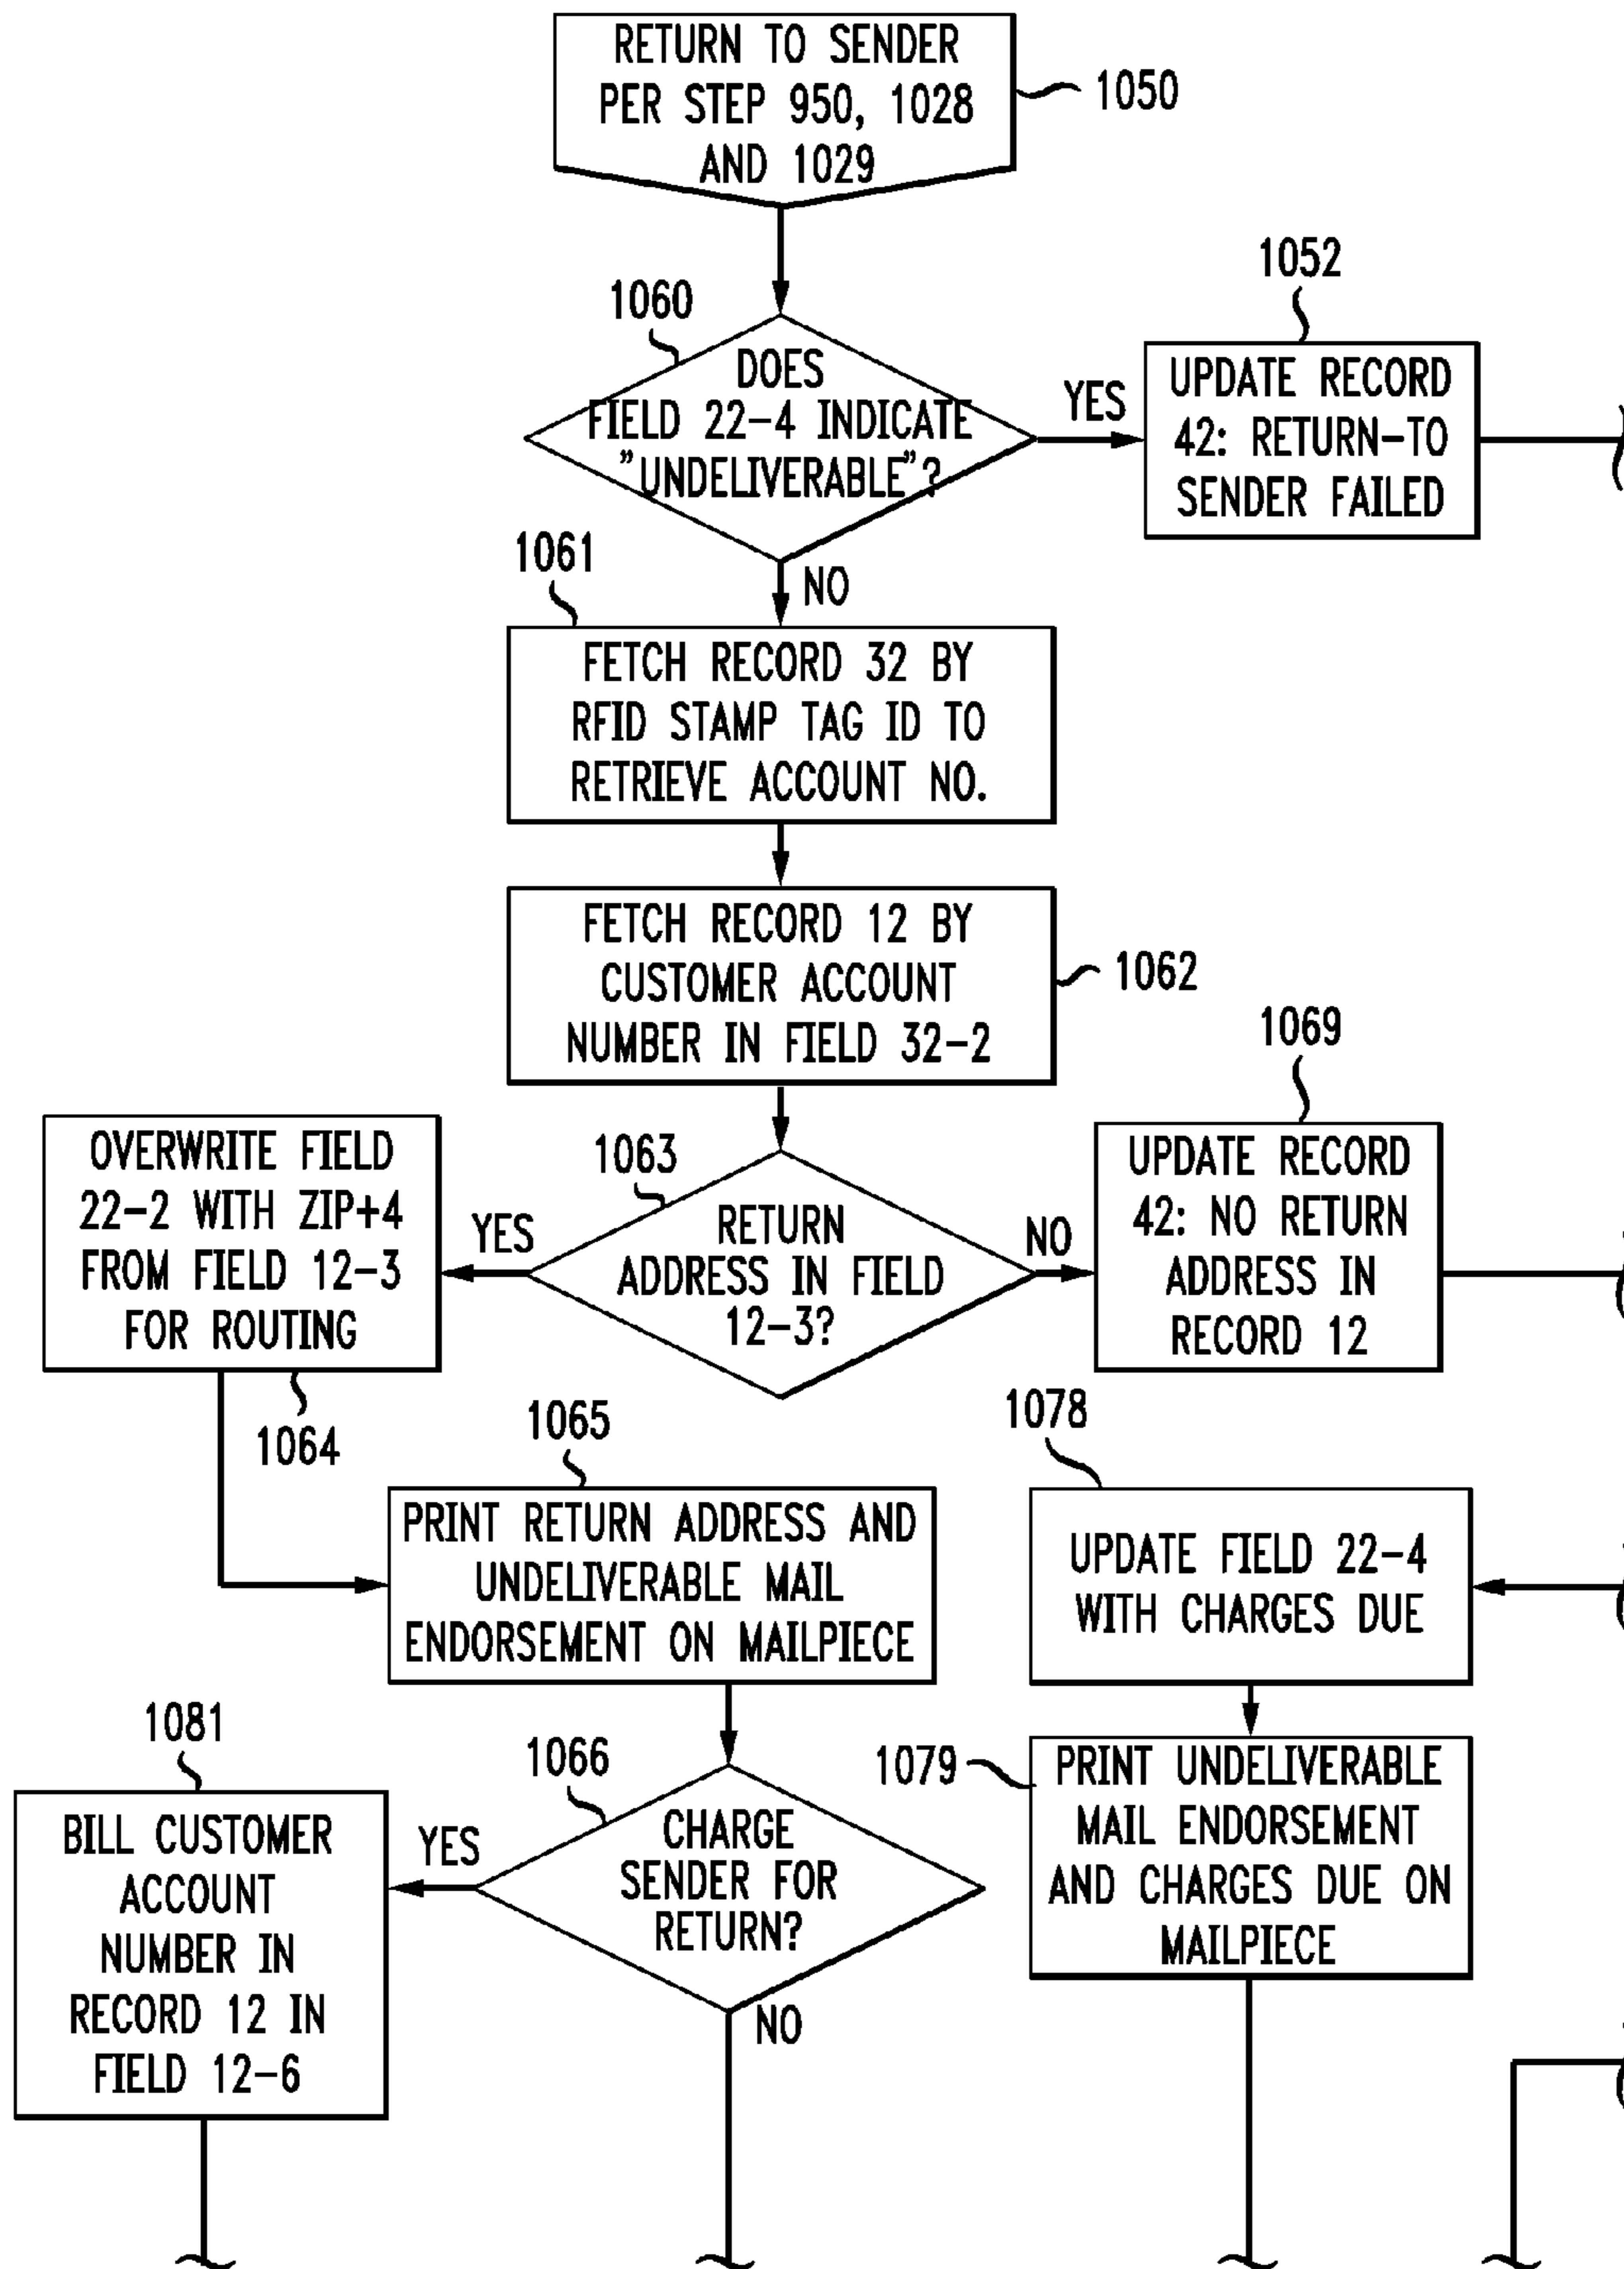 RETURN TO SENDER
PER STEP 950, 1028
AND 1029
1050
1060
DOES
FIELD 22-4 INDICATE
"UNDELIVERABLE"?
YES
1052
UPDATE RECORD
42: RETURN-TO
SENDER FAILED
NO
1061
FETCH RECORD 32 BY
RFID STAMP TAG ID TO
RETRIEVE ACCOUNT NO.
FETCH RECORD 12 BY
CUSTOMER ACCOUNT
NUMBER IN FIELD 32-2
1062
1063
RETURN
ADDRESS IN FIELD
12-3?
YES
OVERWRITE FIELD
22-2 WITH ZIP+4
FROM FIELD 12-3
FOR ROUTING
1064
NO
1069
UPDATE RECORD
42: NO RETURN
ADDRESS IN
RECORD 12
1065
PRINT RETURN ADDRESS AND
UNDELIVERABLE MAIL
ENDORSEMENT ON MAILPIECE
1078
UPDATE FIELD 22-4
WITH CHARGES DUE
1066
CHARGE
SENDER FOR
RETURN?
YES
1081
BILL CUSTOMER
ACCOUNT
NUMBER IN
RECORD 12 IN
FIELD 12-6
NO
1079
PRINT UNDELIVERABLE
MAIL ENDORSEMENT
AND CHARGES DUE ON
MAILPIECE